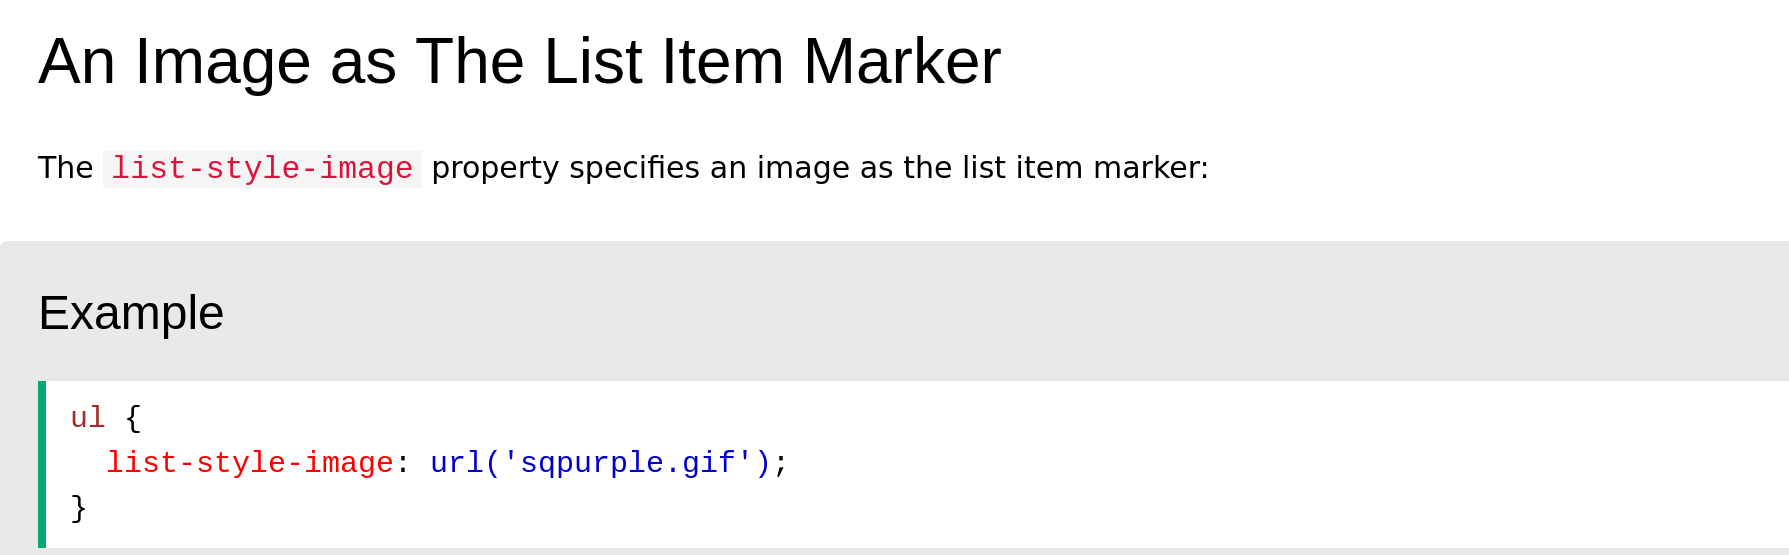 An Image as The List Item Marker
The list-style-image property specifies an image as the list item marker:
Example
ul {
  list-style-image: url('sqpurple.gif');
}